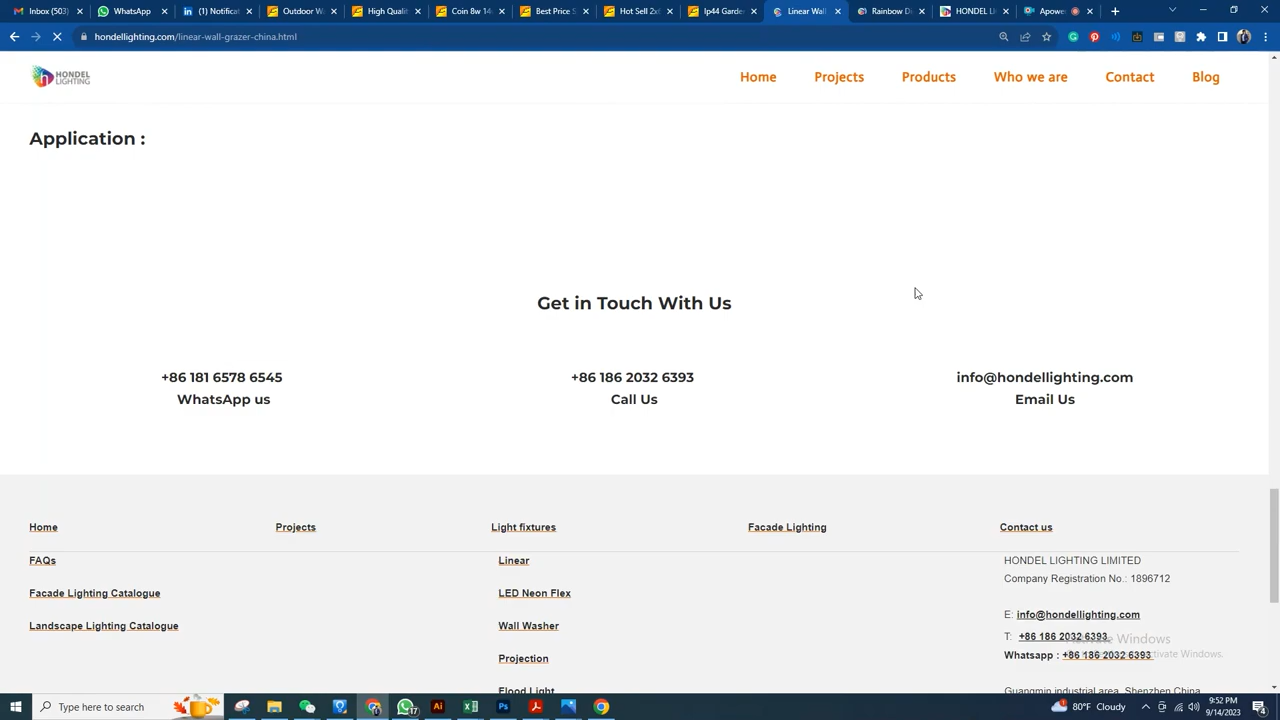 Inbox (503)
WhatsApp
(1) Notificat
Outdoor W
High Qualit
Coin 8w 14
Best Price S
Hot Sell 2x6
Ip44 Garde
Linear Wall
Rainbow D
HONDEL LI
Apowe
hondellighting.com/linear-wall-grazer-china.html
HONDEL
LIGHTING
Home
Projects
Products
Who we are
Contact
Blog
Application :
Get in Touch With Us
+86 181 6578 6545
WhatsApp us
+86 186 2032 6393
Call Us
info@hondellighting.com
Email Us
Home
Projects
Light fixtures
Facade Lighting
Contact us
FAQs
Facade Lighting Catalogue
Landscape Lighting Catalogue
Linear
LED Neon Flex
Wall Washer
Projection
Flood Light
HONDEL LIGHTING LIMITED
Company Registration No.: 1896712
E: info@hondellighting.com
T: +86 186 2032 6393
Whatsapp : +86 186 2032 6393
Guangmin industrial area, Shenzhen China
Type here to search
17
80°F Cloudy
9:52 PM
9/14/2023
4